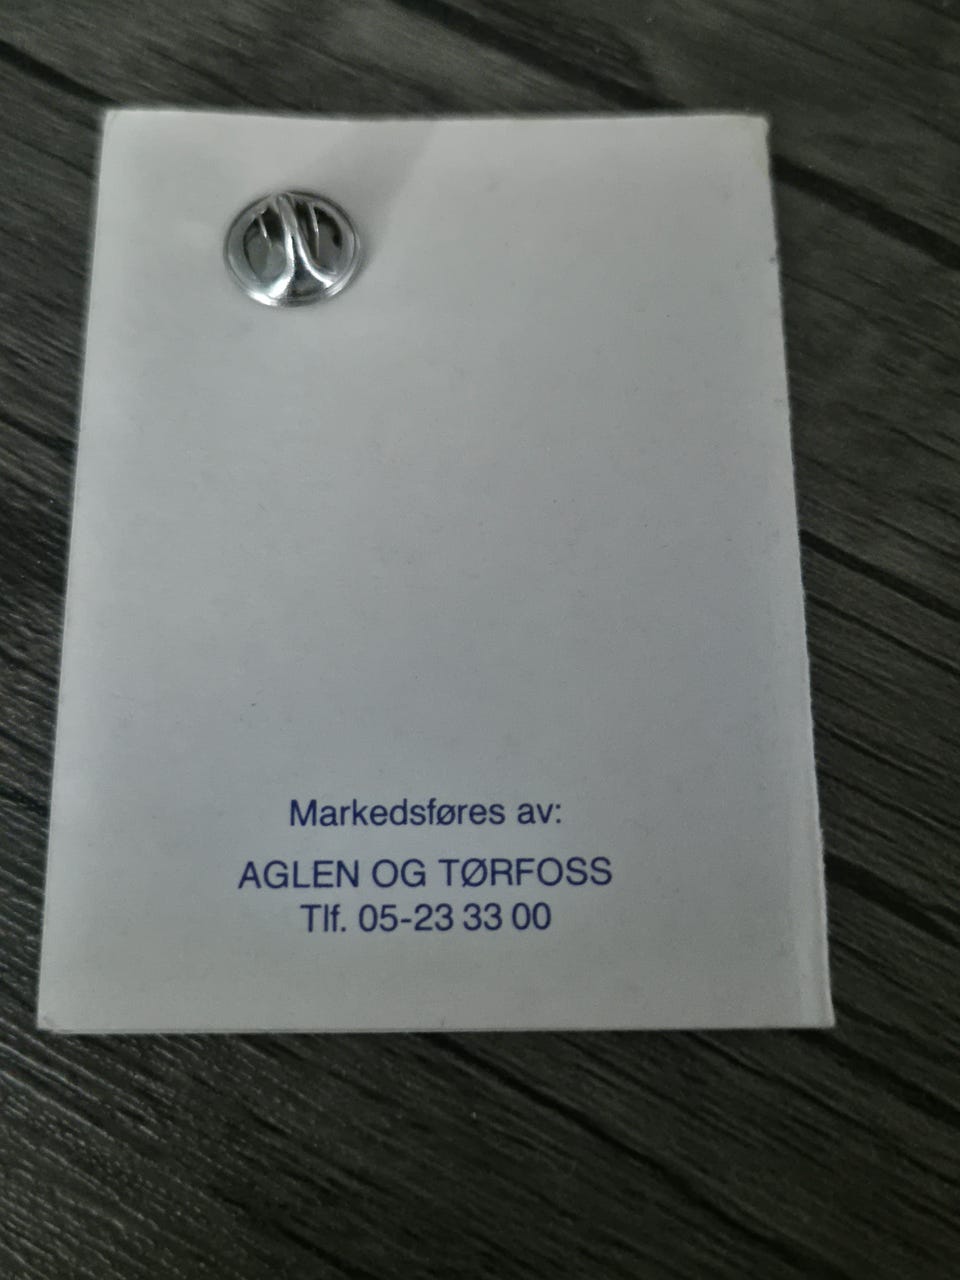 Markedsføres av:
AGLEN OG TØRFOSS
Tlf. 05-23 33 00